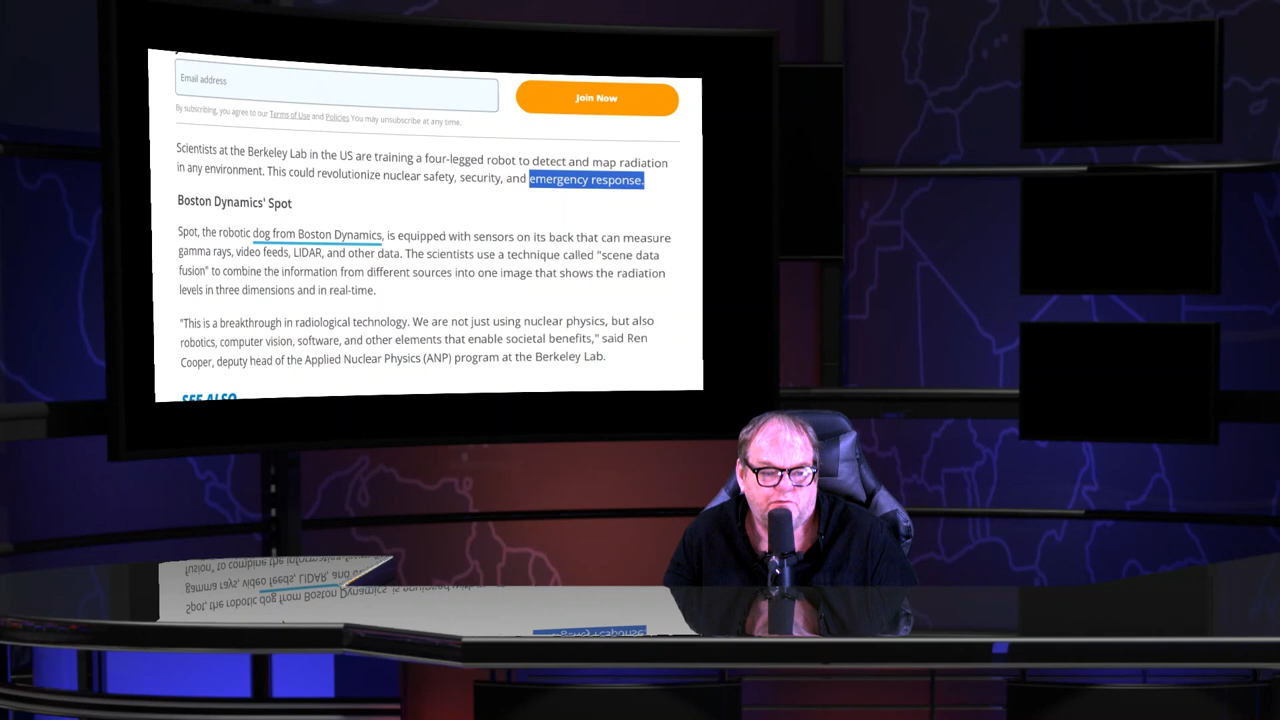 Email address
Join Now
By subscribing, you agree to our Terms of Use and Policies You may unsubscribe at any time.
Scientists at the Berkeley Lab in the US are training a four-legged robot to detect and map radiation
in any environment. This could revolutionize nuclear safety, security, and emergency response.
Boston Dynamics' Spot
Spot, the robotic dog from Boston Dynamics, is equipped with sensors on its back that can measure
gamma rays, video feeds, LIDAR, and other data. The scientists use a technique called "scene data
fusion" to combine the information from different sources into one image that shows the radiation
levels in three dimensions and in real-time.
"This is a breakthrough in radiological technology. We are not just using nuclear physics, but also
robotics, computer vision, software, and other elements that enable societal benefits," said Ren
Cooper, deputy head of the Applied Nuclear Physics (ANP) program at the Berkeley Lab.
SEE ALSO